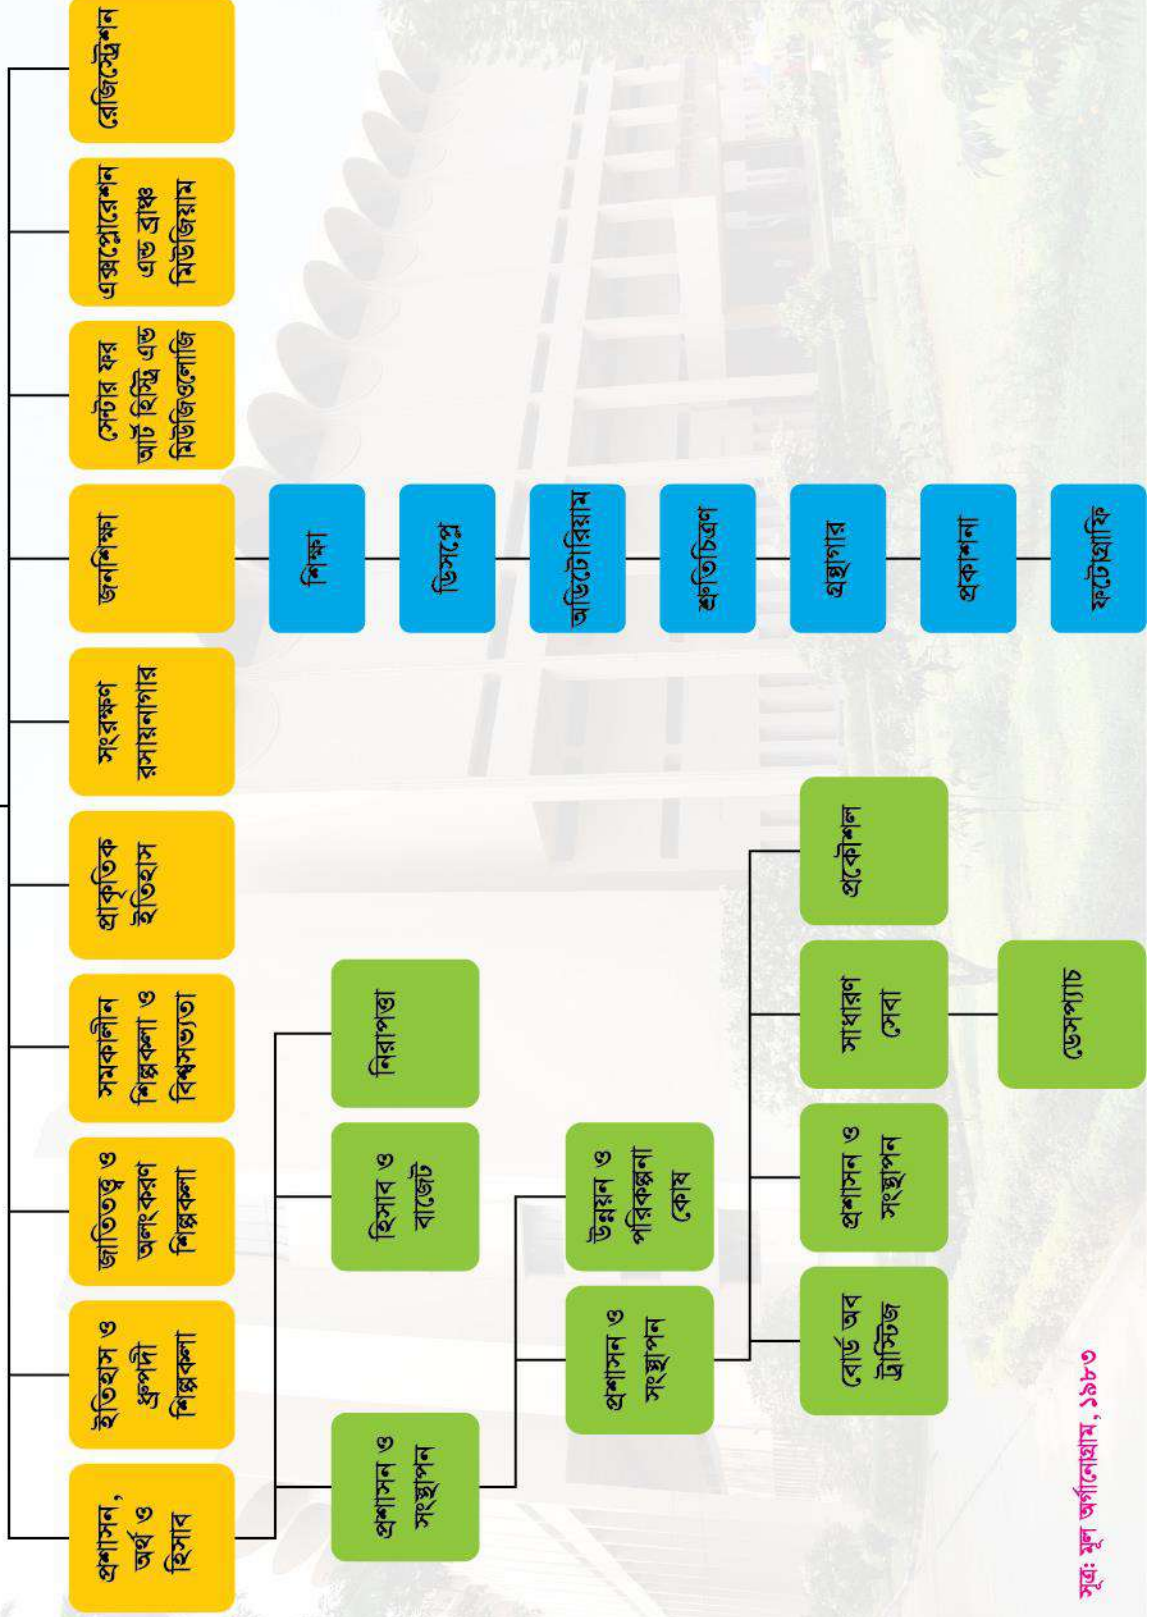 প্রশাসন,
অর্থ ও
হিসাব
ইতিহাস ও
ধ্রুপদী
শিল্পকলা
জাতিতত্ত্ব ও
অলংকরণ
শিল্পকলা
সমকালীন
শিল্পকলা ও
বিশ্বসভ্যতা
প্রাকৃতিক
ইতিহাস
সংরক্ষণ
রসায়নাগার
জনশিক্ষা
সেন্টার ফর
আর্ট হিস্ট্রি এন্ড
মিউজিওলোজি
এক্সপ্লোরেশন
এন্ড ব্রাঞ্চ
মিউজিয়াম
রেজিস্ট্রেশন
প্রশাসন ও
সংস্থাপন
হিসাব ও
বাজেট
নিরাপত্তা
শিক্ষা
ডিসপ্লে
অডিটোরিয়াম
শ্রুতিচিত্রণ
গ্রন্থাগার
প্রকাশনা
ফটোগ্রাফি
প্রশাসন ও
সংস্থাপন
উন্নয়ন ও
পরিকল্পনা
কোষ
বোর্ড অব
ট্রাস্টিজ
প্রশাসন ও
সংস্থাপন
সাধারণ
সেবা
প্রকৌশল
ডেসপ্যাচ
সূত্র: মূল অর্গানোগ্রাম, ১৯৮৩